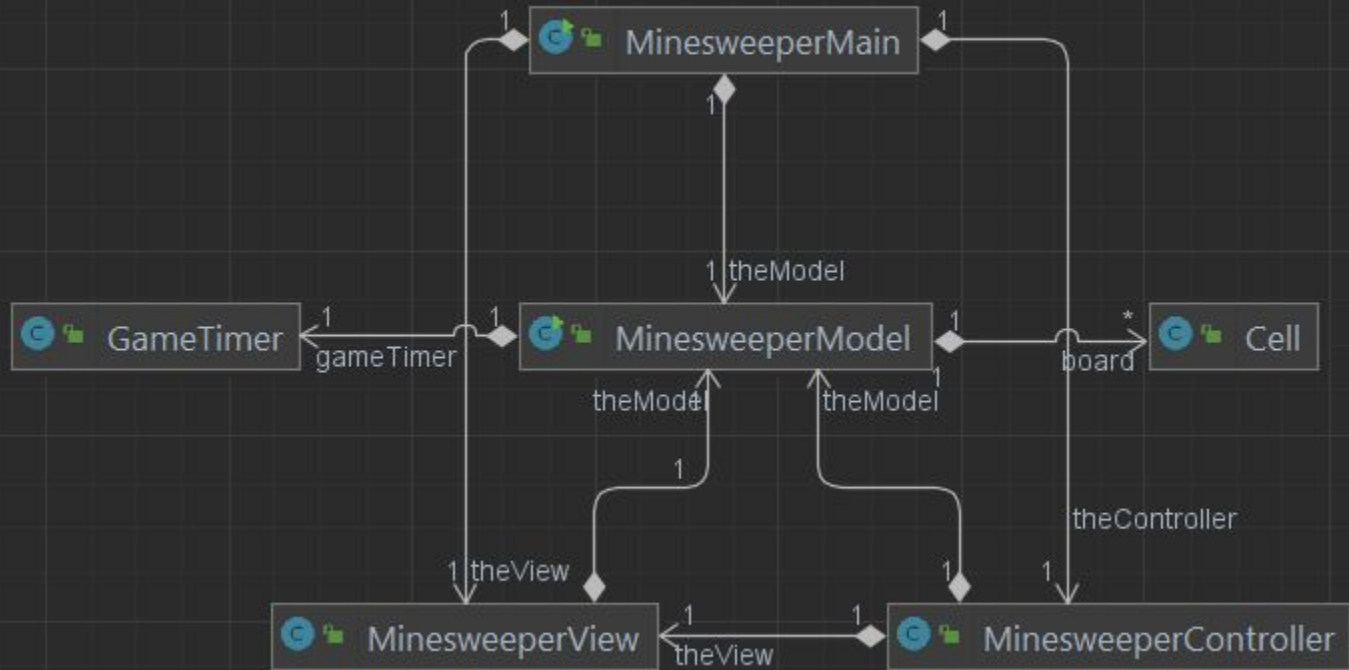 1 1
C MinesweeperMain
1
1 theModel
1 1 1 *
C GameTimer C MinesweeperModel C Cell
gameTimer board
1
theModel 1 theModel
1
theController
1 theView 1 1
1 1
C MinesweeperView C MinesweeperController
theView